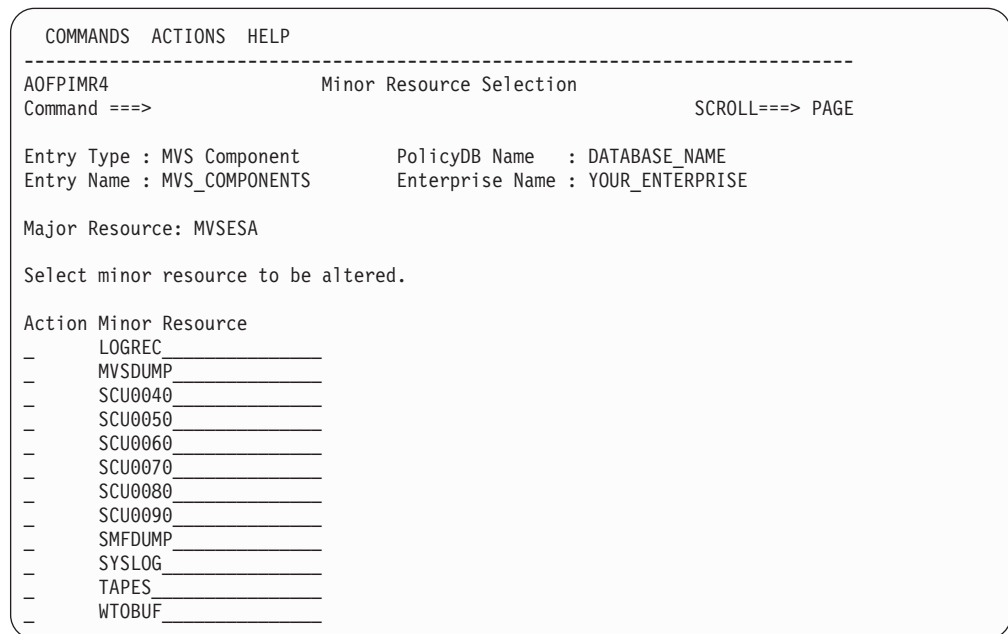 COMMANDS ACTIONS HELP
-------------------------------------------------------------------------------
AOFPIMR4 Minor Resource Selection
Command ===> SCROLL===> PAGE
Entry Type : MVS Component PolicyDB Name : DATABASE_NAME
Entry Name : MVS_COMPONENTS Enterprise Name : YOUR_ENTERPRISE
Major Resource: MVSESA
Select minor resource to be altered.
Action Minor Resource
_ LOGREC_______________
_ MVSDUMP______________
_ SCU0040______________
_ SCU0050______________
_ SCU0060______________
_ SCU0070______________
_ SCU0080______________
_ SCU0090______________
_ SMFDUMP______________
_ SYSLOG_______________
_ TAPES________________
_ WTOBUF_______________